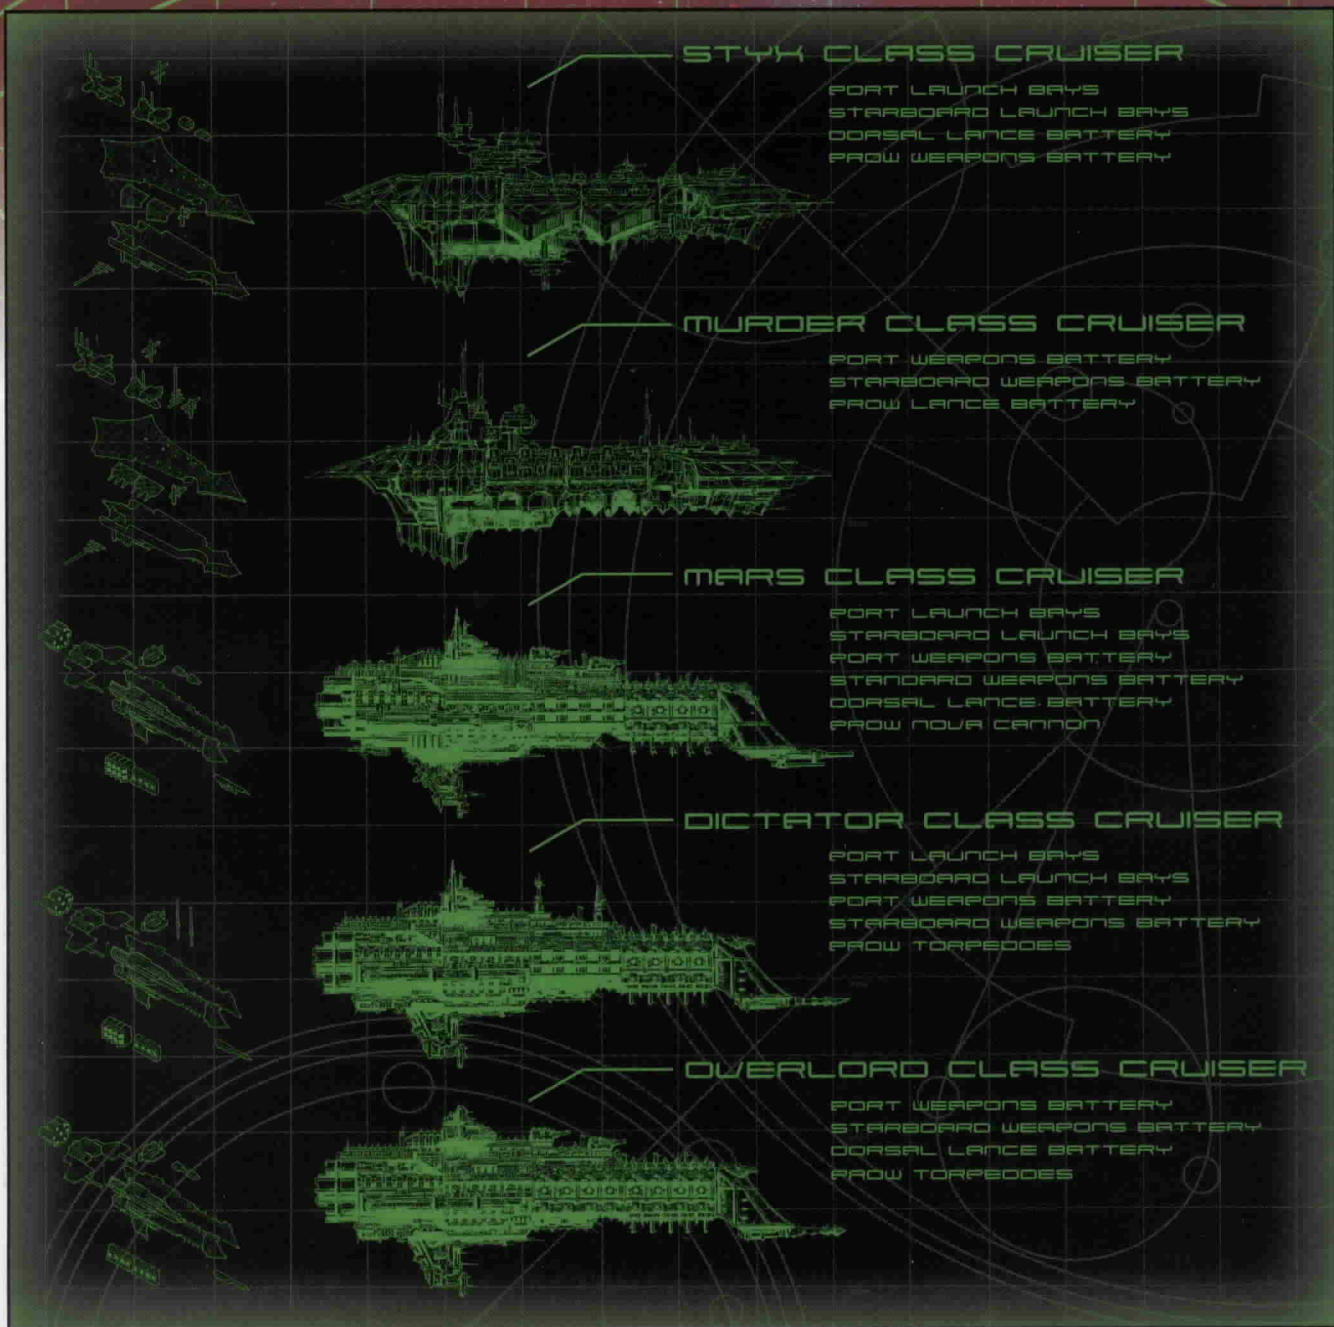 STYX CLASS CRUISER
PORT LAUNCH BAYS
STARBOARD LAUNCH BAYS
DORSAL LANCE BATTERY
PROW WEAPONS BATTERY
MURDER CLASS CRUISER
PORT WEAPONS BATTERY
STARBOARD WEAPONS BATTERY
PROW LANCE BATTERY
MARS CLASS CRUISER
PORT LAUNCH BAYS
STARBOARD LAUNCH BAYS
PORT WEAPONS BATTERY
STANDARD WEAPONS BATTERY
DORSAL LANCE BATTERY
PROW NOVA CANNON
DICTATOR CLASS CRUISER
PORT LAUNCH BAYS
STARBOARD LAUNCH BAYS
PORT WEAPONS BATTERY
STARBOARD WEAPONS BATTERY
PROW TORPEDOES
OVERLORD CLASS CRUISER
PORT WEAPONS BATTERY
STARBOARD WEAPONS BATTERY
DORSAL LANCE BATTERY
PROW TORPEDOES